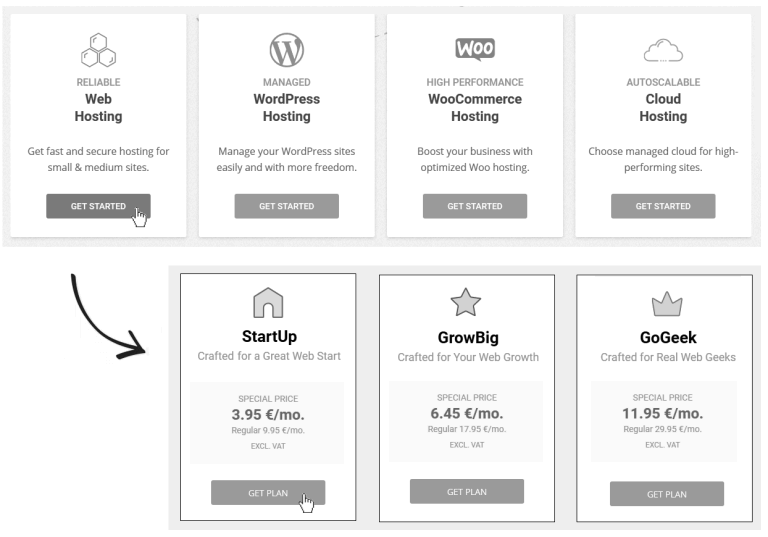 RELIABLE
Web
Hosting
Get fast and secure hosting for
small & medium sites.
GET STARTED
MANAGED
WordPress
Hosting
Manage your WordPress sites
easily and with more freedom.
GET STARTED
WOO
HIGH PERFORMANCE
WooCommerce
Hosting
Boost your business with
optimized Woo hosting.
GET STARTED
AUTOSCALABLE
Cloud
Hosting
Choose managed cloud for high-
performing sites.
GET STARTED
StartUp
Crafted for a Great Web Start
SPECIAL PRICE
3.95 €/mo.
Regular 9.95 €/mo.
EXCL. VAT
GET PLAN
GrowBig
Crafted for Your Web Growth
SPECIAL PRICE
6.45 €/mo.
Regular 17.95 €/mo.
EXCL. VAT
GET PLAN
GoGeek
Crafted for Real Web Geeks
SPECIAL PRICE
11.95 €/mo.
Regular 29.95 €/mo.
EXCL. VAT
GET PLAN